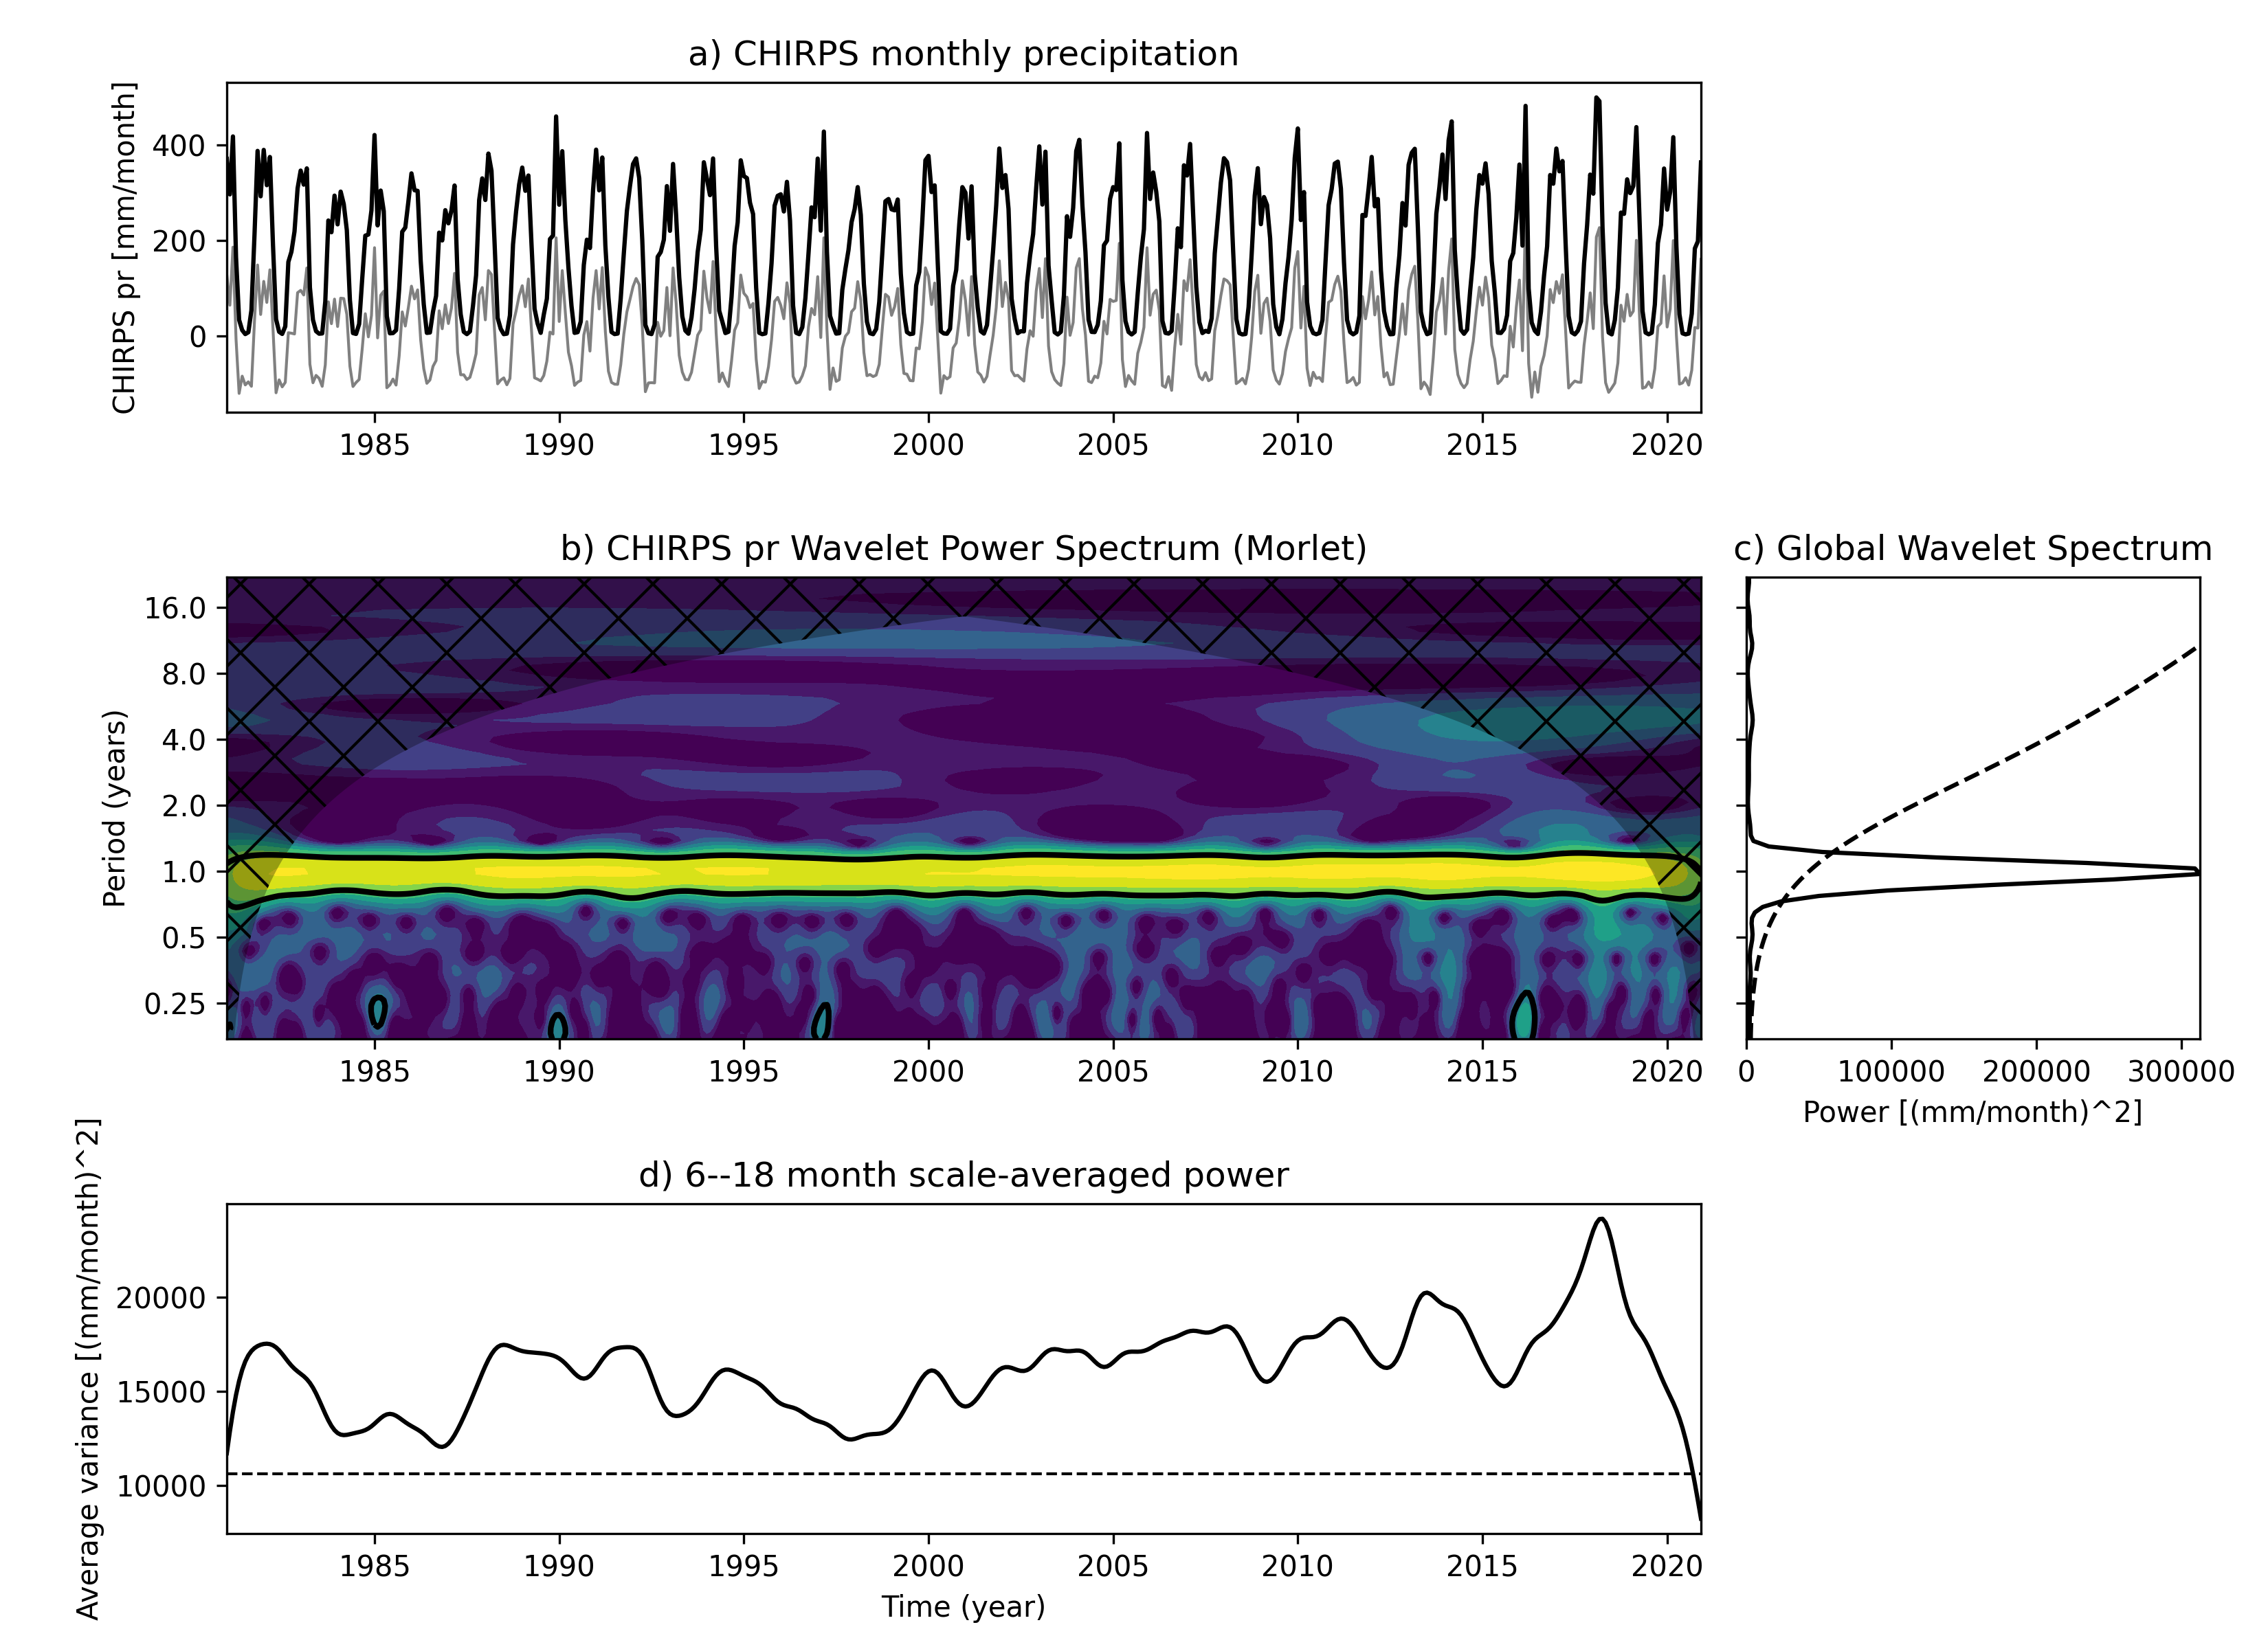 a) CHIRPS monthly precipitation
CHIRPS pr [mm/month]
400
200
0
1985 1990 1995 2000 2005 2010 2015 2020
b) CHIRPS pr Wavelet Power Spectrum (Morlet)
Period (years)
16.0
8.0
4.0
2.0
1.0
0.5
0.25
1985 1990 1995 2000 2005 2010 2015 2020
c) Global Wavelet Spectrum
0 100000 200000 300000
Power [(mm/month)^2]
d) 6--18 month scale-averaged power
Average variance [(mm/month)^2]
20000
15000
10000
1985 1990 1995 2000 2005 2010 2015 2020
Time (year)